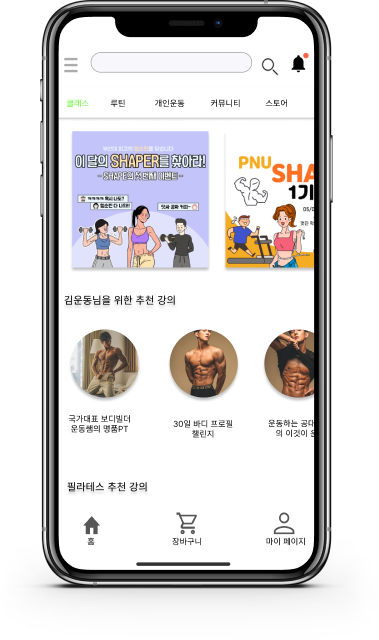 클래스 루틴 개인운동 커뮤니티 스토어
이 달의 SHAPER를 찾아라!
PNU
SHA
1기
김운동님을 위한 추천 강의
국가대표 보디빌더
운동쌤의 명품PT
30일 바디 프로필
챌린지
운동하는 공대
의 이것이 운
필라테스 추천 강의
홈 장바구니 마이 페이지